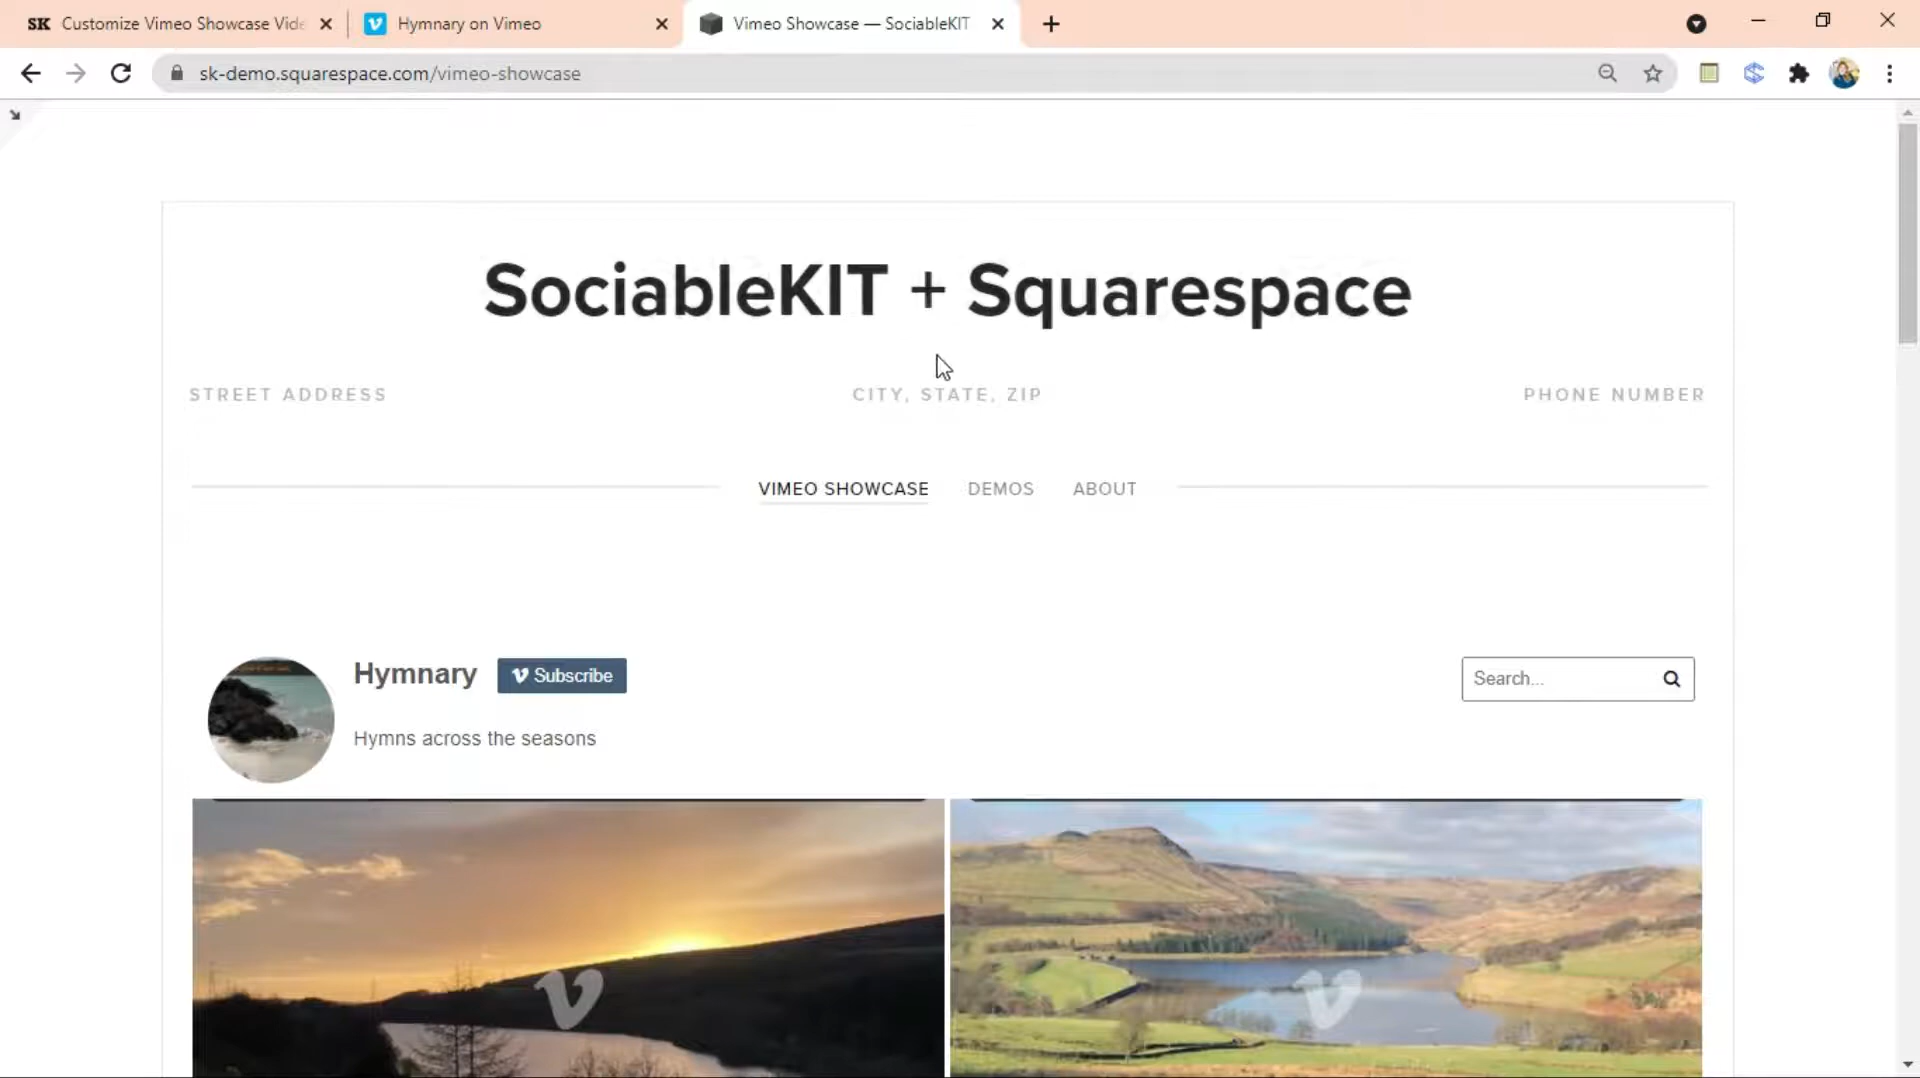 SK Customize Vimeo Showcase Vide
Hymnary on Vimeo
Vimeo Showcase — SociableKIT
sk-demo.squarespace.com/vimeo-showcase
SociableKIT + Squarespace
STREET ADDRESS
CITY, STATE, ZIP
PHONE NUMBER
VIMEO SHOWCASE
DEMOS
ABOUT
Hymnary
Subscribe
Search...
Hymns across the seasons